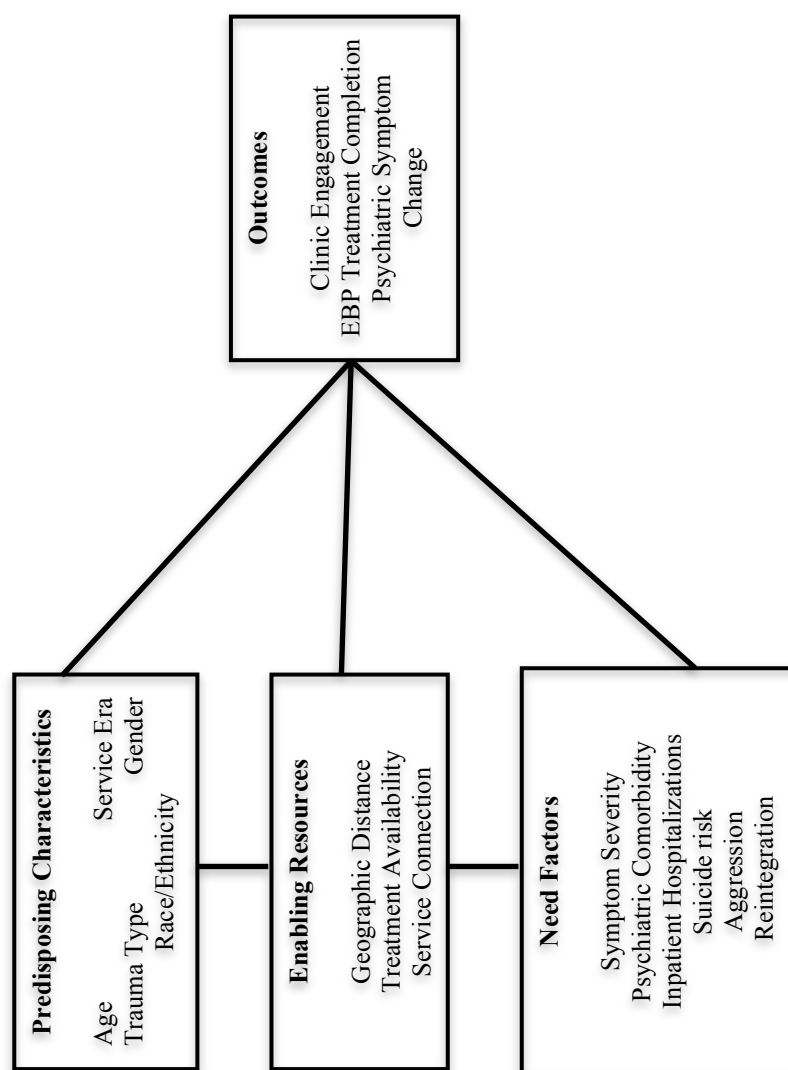 Predisposing Characteristics
Age Service Era
Trauma Type Gender
Race/Ethnicity
Enabling Resources
Geographic Distance
Treatment Availability
Service Connection
Need Factors
Symptom Severity
Psychiatric Comorbidity
Inpatient Hospitalizations
Suicide risk
Aggression
Reintegration
Outcomes
Clinic Engagement
EBP Treatment Completion
Psychiatric Symptom
Change